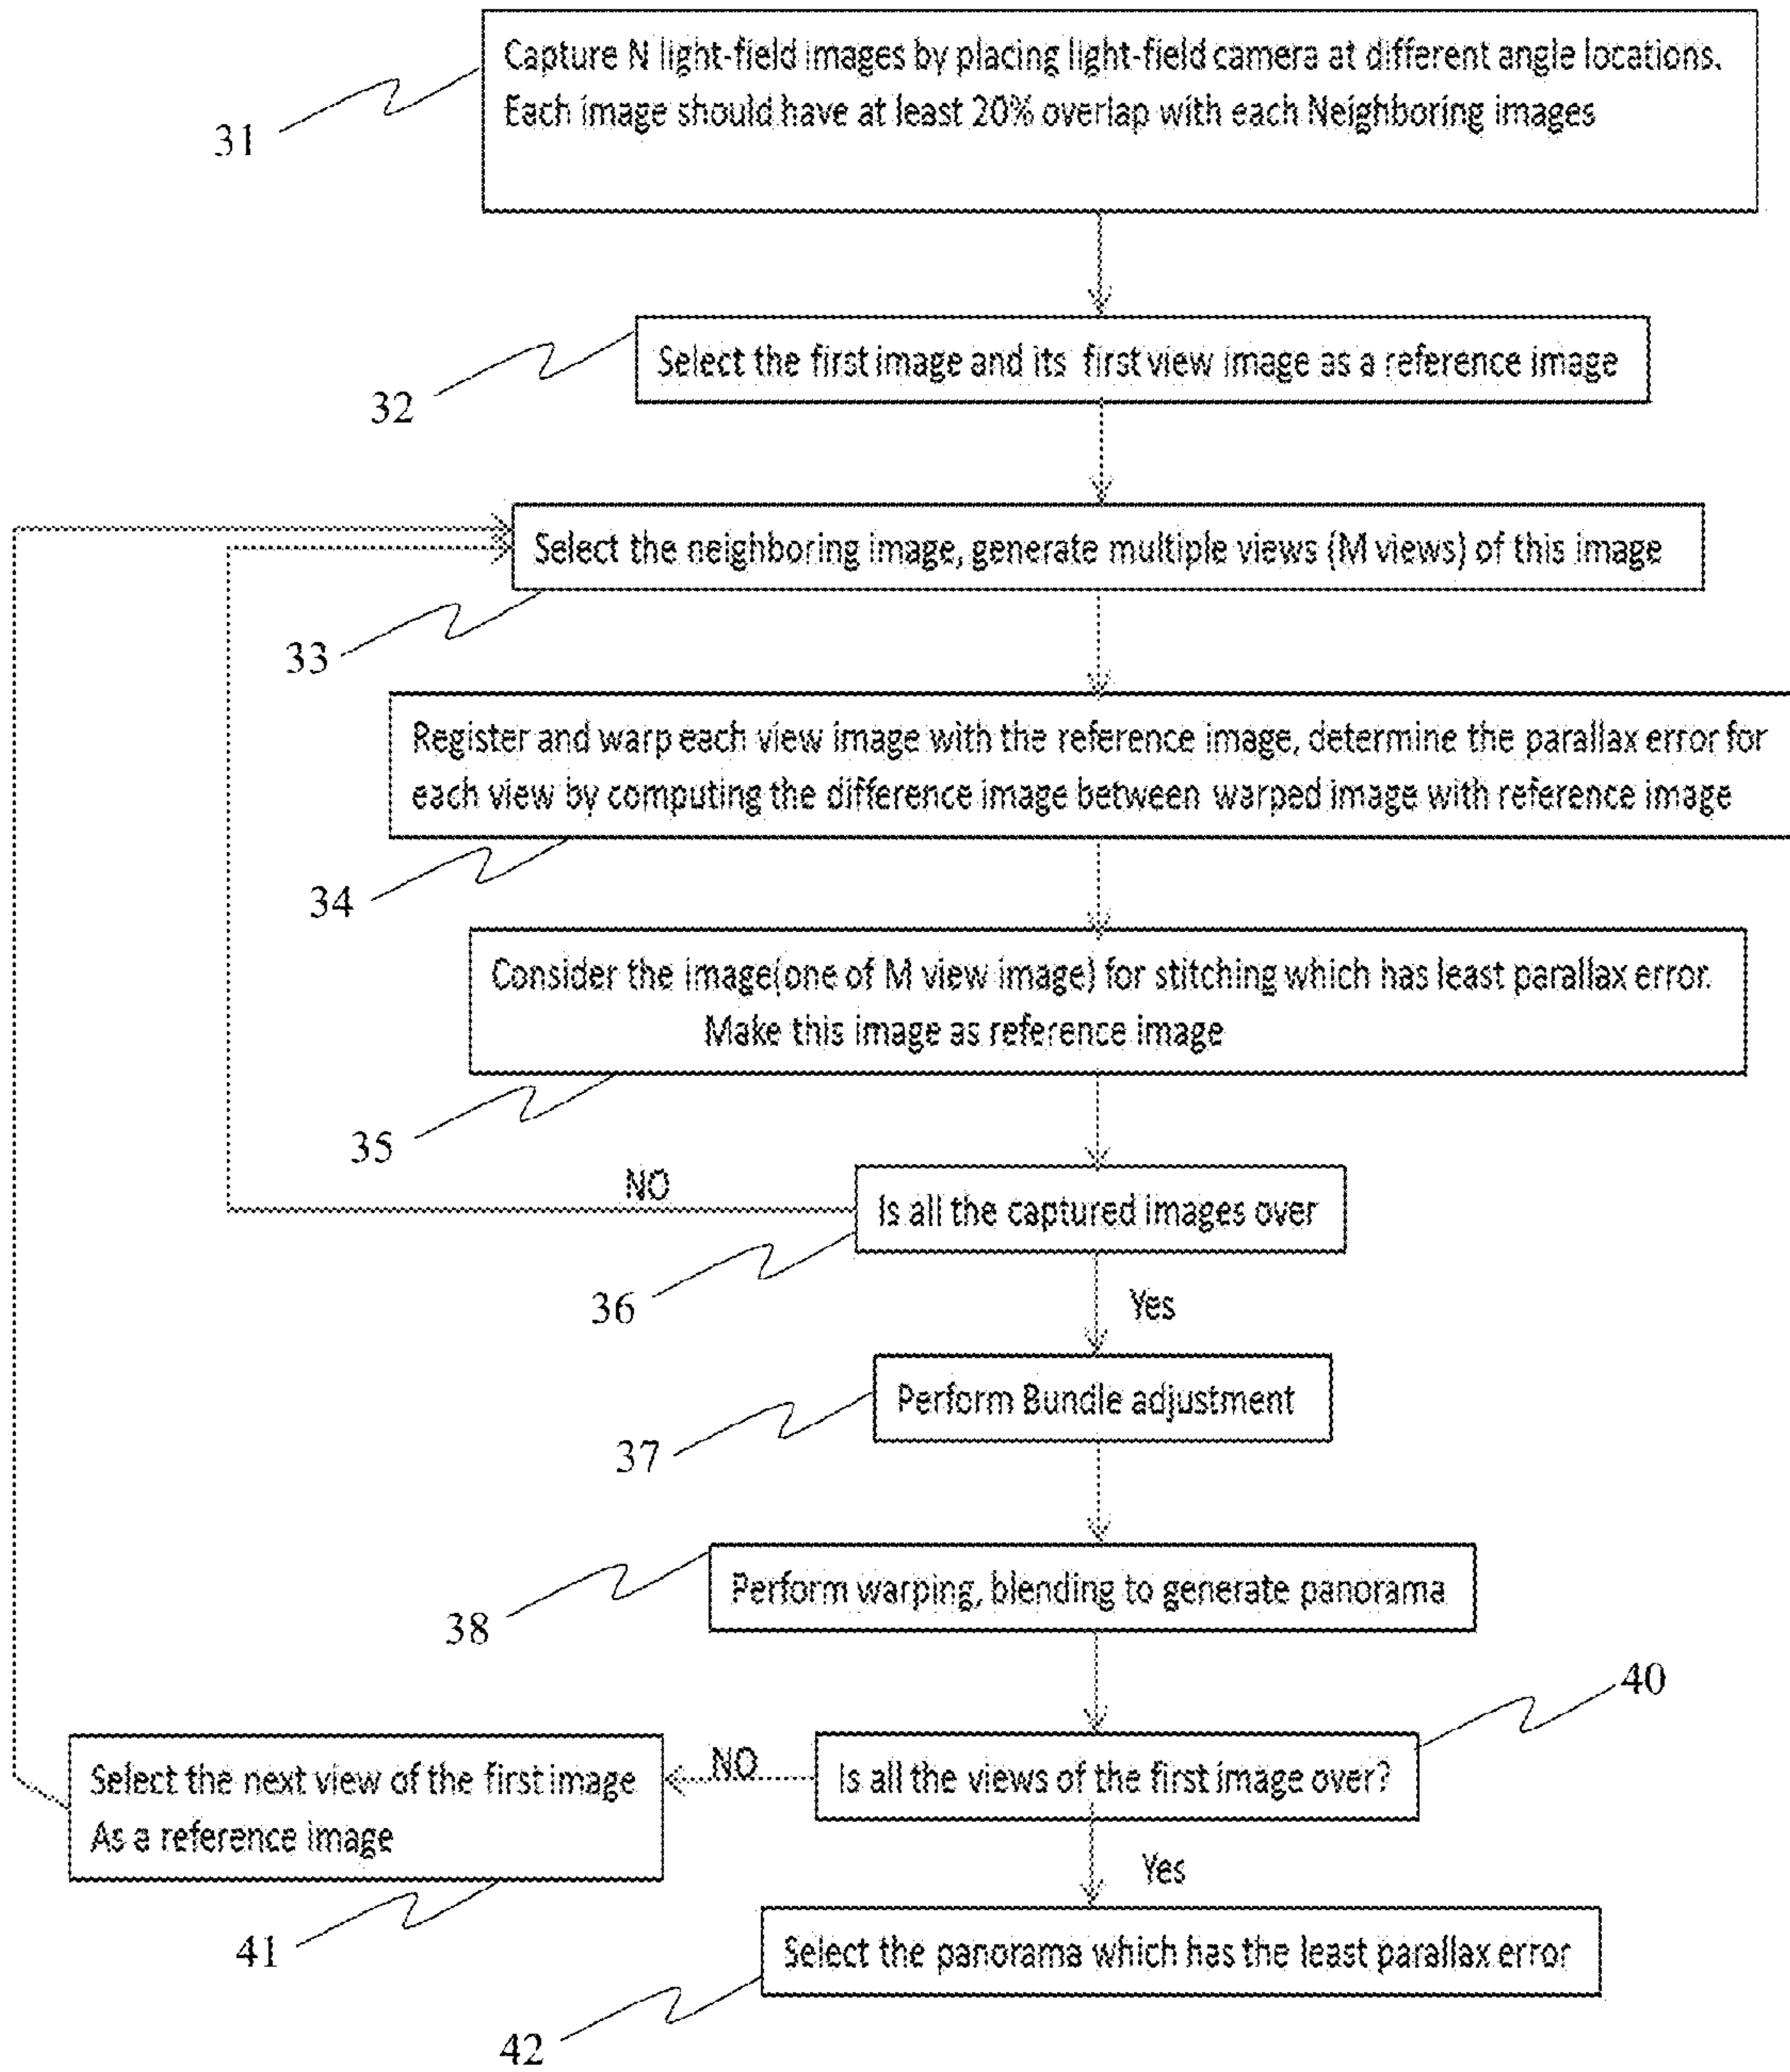 Capture N light-field images by placing light-field camera at different angle locations.
Each image should have at least 20% overlap with each Neighboring images
31
Select the first image and its first view image as a reference image
32
Select the neighboring image, generate multiple views (M views) of this image
33
Register and warp each view image with the reference image, determine the parallax error for
each view by computing the difference image between warped image with reference image
34
Consider the image(one of M view image) for stitching which has least parallax error.
Make this image as reference image
35
NO
Is all the captured images over
36
Yes
Perform Bundle adjustment
37
Perform warping, blending to generate panorama
38
40
Select the next view of the first image
As a reference image
NO
Is all the views of the first image over?
41
Yes
Select the panorama which has the least parallax error
42